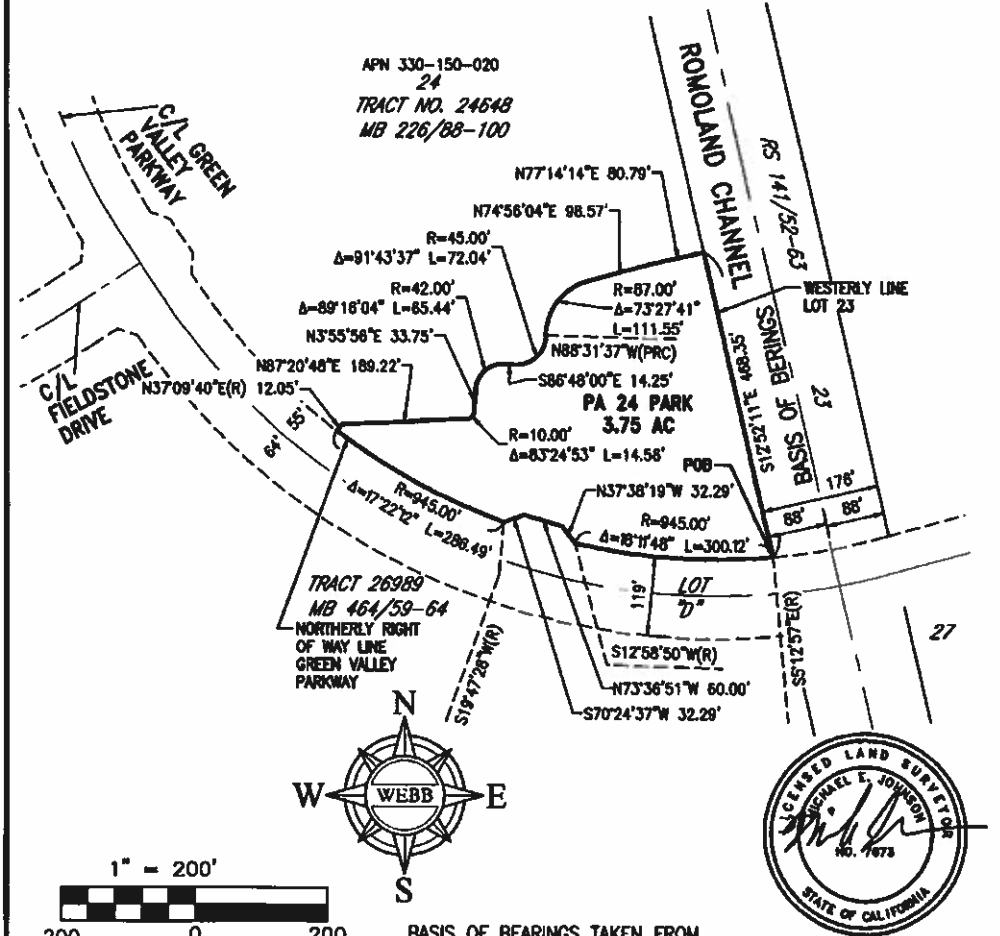 APN 330-150-020
24
TRACT NO. 24648
MB 226/88-100
C/L GREEN
VALLEY
PARKWAY
ROMOLAND CHANNEL
RS 141/52-63
N77°14'14"E 80.79'
N74°56'04"E 98.57'
R=45.00'
Δ=91°43'37" L=72.04'
R=42.00'
Δ=89°16'04" L=65.44'
N3°55'56"E 33.75'
N87°20'48"E 189.22'
N37°09'40"E(R) 12.05'
R=87.00'
Δ=73°27'41"
L=111.55'
N88°31'37"W(PRC)
S86°48'00"E 14.25'
WESTERLY LINE
LOT 23
S12°52'11"E 468.35'
BASIS OF BERINGS
23
C/L
FIELDSTONE
DRIVE
55'
64'
PA 24 PARK
3.75 AC
R=10.00'
Δ=83°24'53" L=14.56'
POB
176'
88'
88'
N37°38'19"W 32.29'
R=945.00'
Δ=17°22'12" L=286.49'
R=945.00'
Δ=18°11'48" L=300.12'
TRACT 26989
MB 464/59-64
NORTHERLY RIGHT
OF WAY LINE
GREEN VALLEY
PARKWAY
119'
LOT
"D"
S19°47'28"W(R)
S12°58'50"W(R)
S5°12'57"E(R)
27
N73°36'51"W 60.00'
S70°24'37"W 32.29'
N
W
WEBB
E
S
LICENSED LAND SURVEYOR
MICHAEL E. JOHNSON
NO. 7673
STATE OF CALIFORNIA
1" = 200'
200
0
200
BASIS OF BEARINGS TAKEN FROM